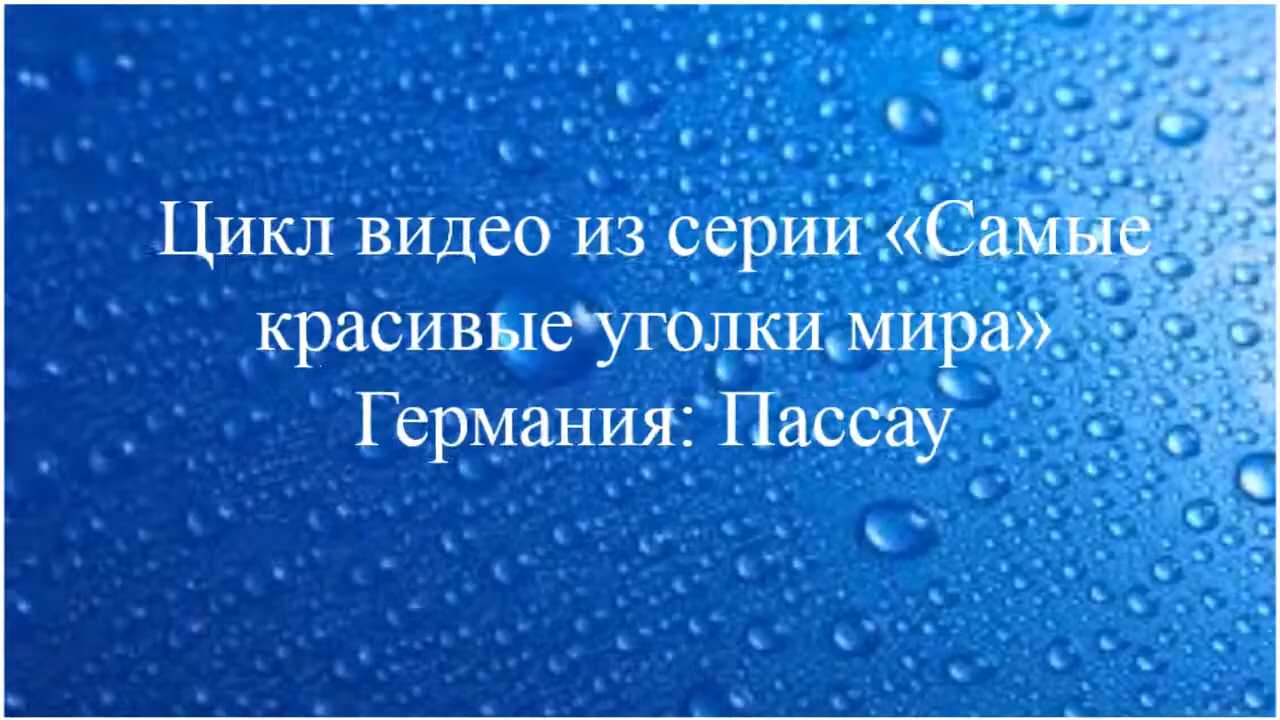 Цикл видео из серии «Самые
красивые уголки мира»
Германия: Пассау